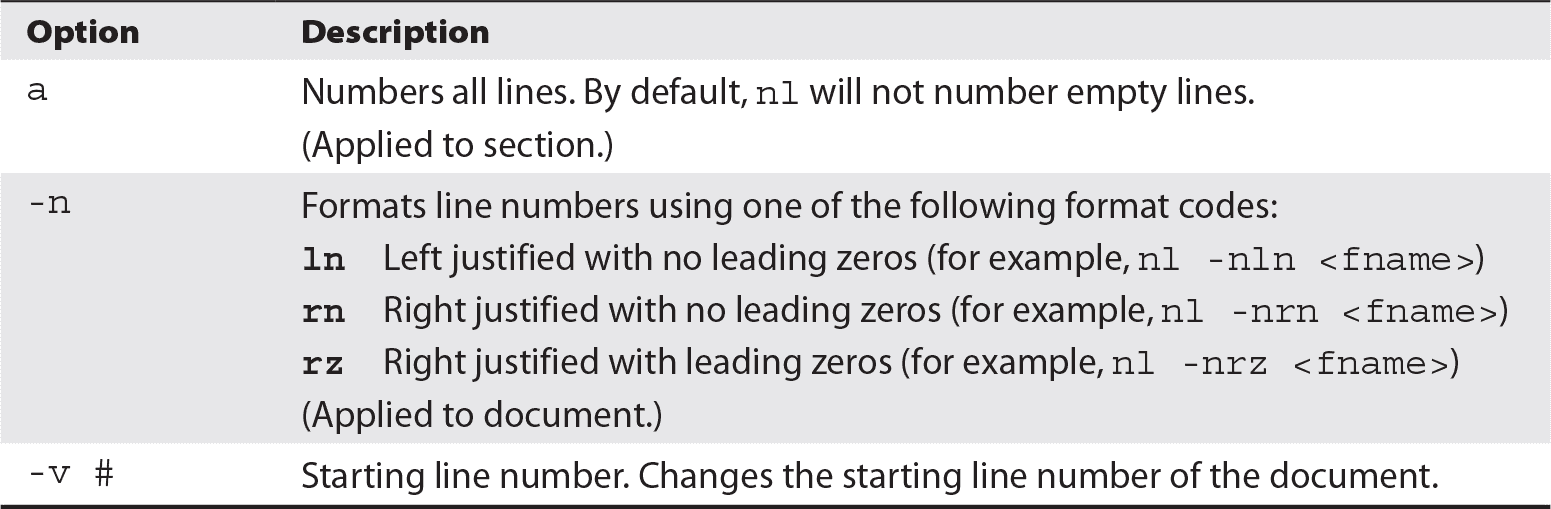 Option Description
a Numbers all lines. By default, nl will not number empty lines.
(Applied to section.)
-n Formats line numbers using one of the following format codes:
ln Left justified with no leading zeros (for example, nl -nln <fname>)
rn Right justified with no leading zeros (for example, nl -nrn <fname>)
rz Right justified with leading zeros (for example, nl -nrz <fname>)
(Applied to document.)
-v # Starting line number. Changes the starting line number of the document.